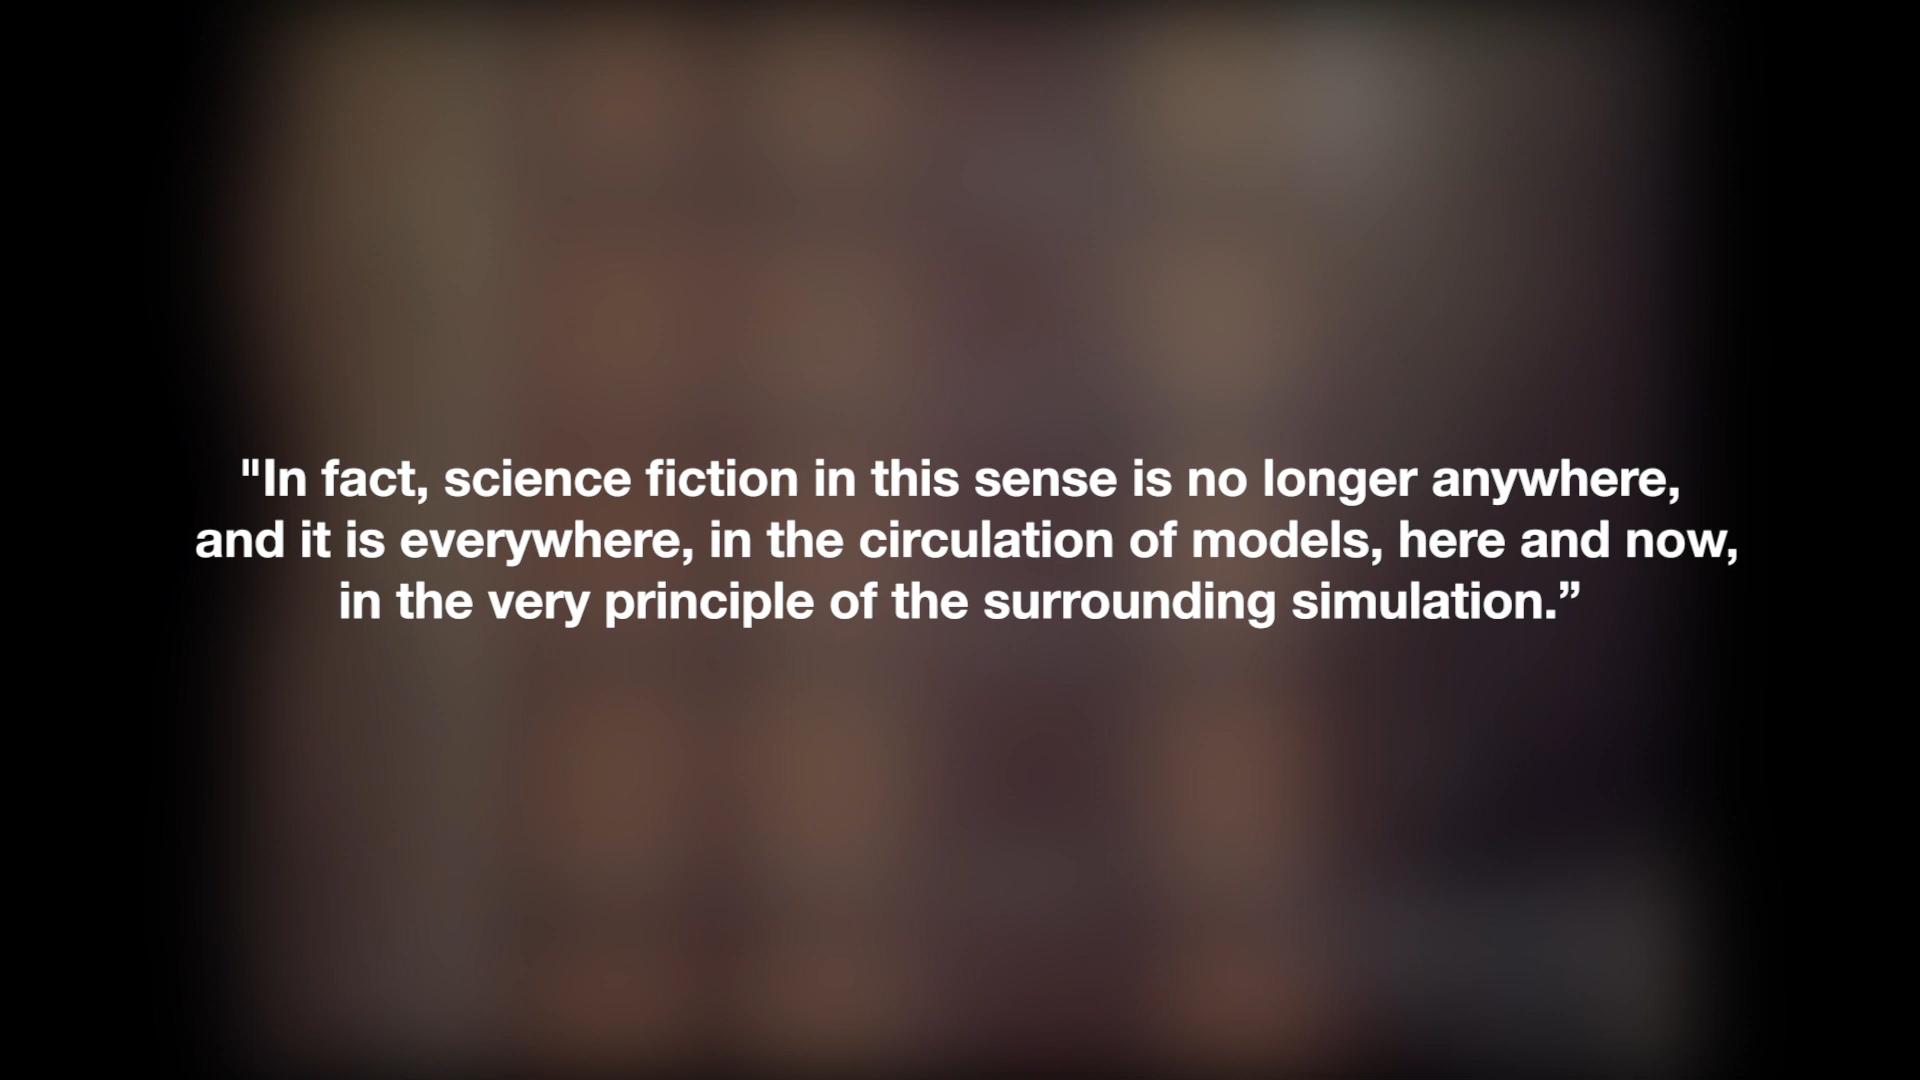 "In fact, science fiction in this sense is no longer anywhere,
and it is everywhere, in the circulation of models, here and now,
in the very principle of the surrounding simulation.”